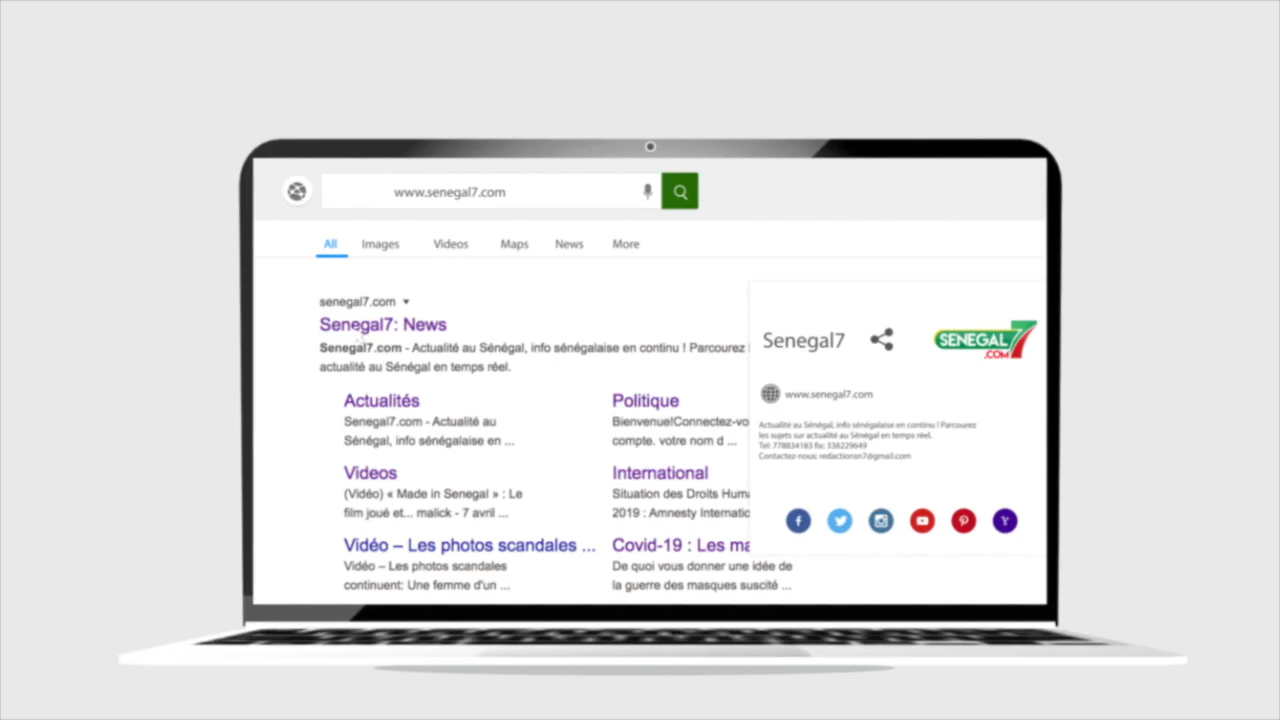 www.senegal7.com
All Images Videos Maps News More
senegal7.com
Senegal7: News
Senegal7.com - Actualité au Sénégal, info sénégalaise en continu ! Parcourez
actualité au Sénégal en temps réel.
Actualités
Senegal7.com - Actualité au
Sénégal, info sénégalaise en ...
Politique
Bienvenue!Connectez-vo
compte. votre nom d ...
Videos
(Vidéo) « Made in Senegal » : Le
film joué et... malick - 7 avril ...
International
Situation des Droits Huma
2019 : Amnesty Internatio
Vidéo – Les photos scandales ...
Vidéo – Les photos scandales
continuent: Une femme d'un ...
Covid-19 : Les ma
De quoi vous donner une idée de
la guerre des masques suscité ...
Senegal7
SENEGAL7
.COM
www.senegal7.com
Actualité au Sénégal, info sénégalaise en continu ! Parcourez
les sujets sur actualité au Sénégal en temps réel.
Tel: 778834183 fix: 338229649
Contactez-nous: redactionsn7@gmail.com